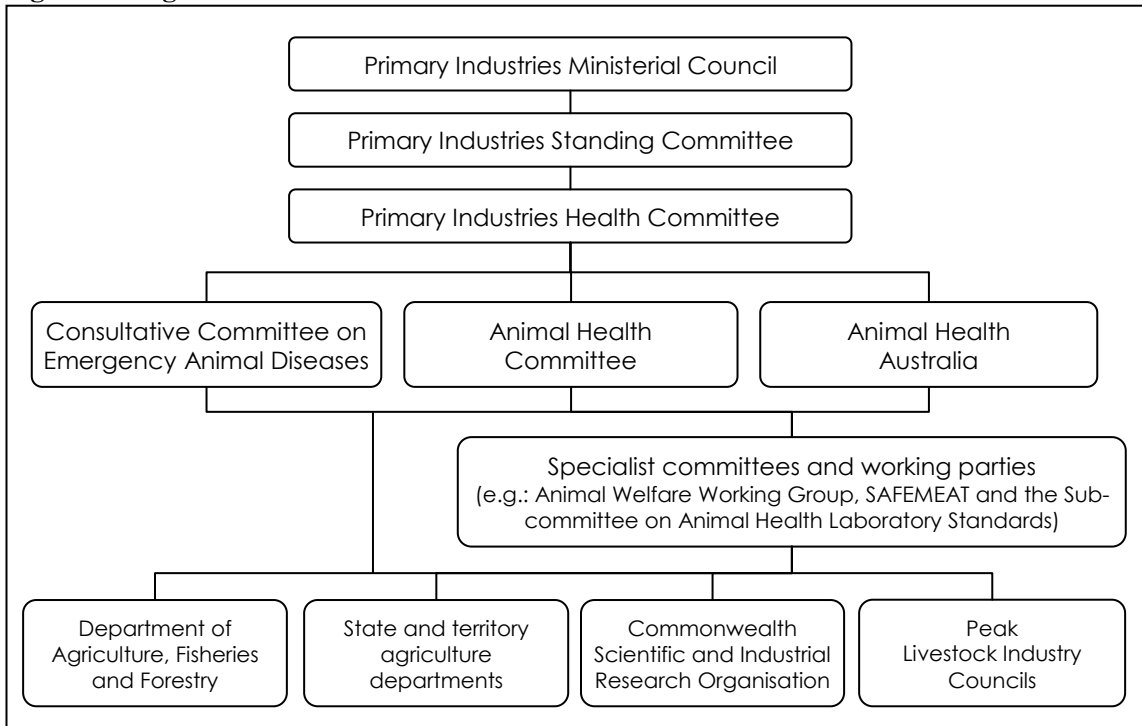 Primary Industries Ministerial Council
Primary Industries Standing Committee
Primary Industries Health Committee
Consultative Committee on
Emergency Animal Diseases
Animal Health
Committee
Animal Health
Australia
Specialist committees and working parties
(e.g.: Animal Welfare Working Group, SAFEMEAT and the Sub-
committee on Animal Health Laboratory Standards)
Department of
Agriculture, Fisheries
and Forestry
State and territory
agriculture
departments
Commonwealth
Scientific and Industrial
Research Organisation
Peak
Livestock Industry
Councils